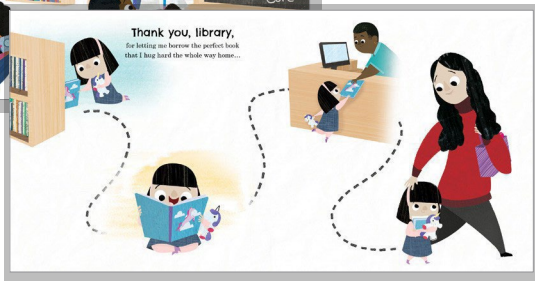 Thank you, library,
for letting me borrow the perfect book
that I hug hard the whole way home...